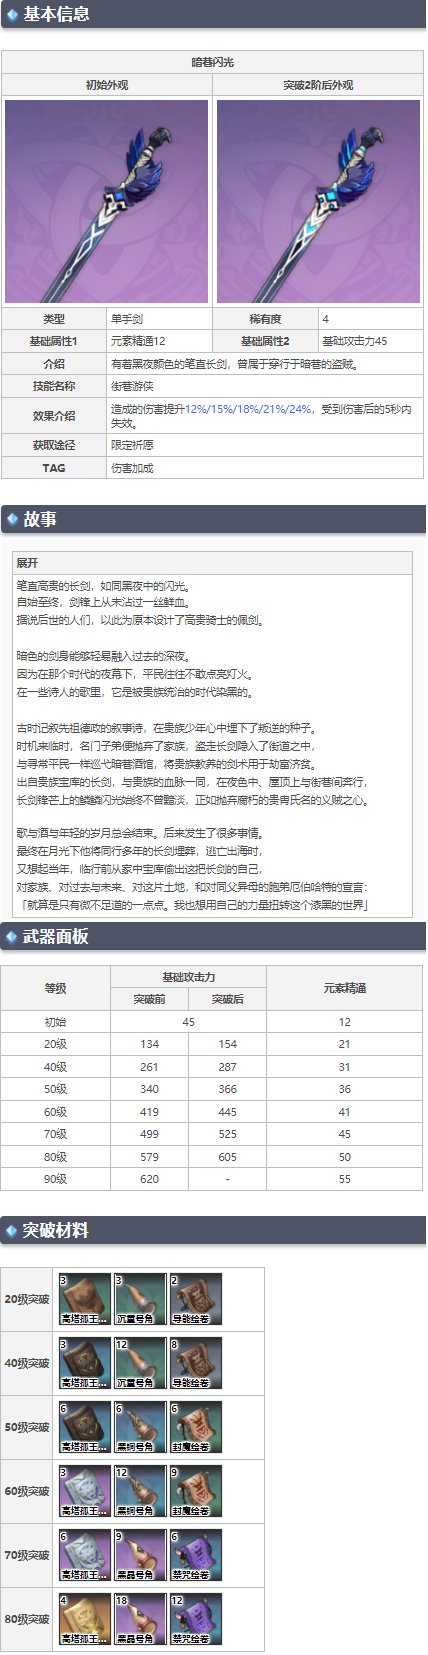 基本信息
暗巷闪光
初始外观 突破2阶后外观
类型 单手剑 稀有度 4
基础属性1 元素精通12 基础属性2 基础攻击力45
介绍 有着黑夜颜色的笔直长剑，曾属于穿行于暗巷的盗贼。
技能名称 街巷游侠
效果介绍 造成的伤害提升12%/15%/18%/21%/24%，受到伤害后的5秒内
失效。
获取途径 限定祈愿
TAG 伤害加成
故事
展开
笔直高贵的长剑，如同黑夜中的闪光。
自始至终，剑锋上从未沾过一丝鲜血。
据说后世的人们，以此为原本设计了高贵骑士的佩剑。
暗色的剑身能够轻易融入过去的深夜。
因为在那个时代的夜幕下，平民往往不敢点亮灯火。
在一些诗人的歌里，它是被贵族统治的时代染黑的。
古时记叙先祖德政的叙事诗，在贵族少年心中埋下了叛逆的种子。
时机来临时，名门子弟便抛弃了家族，盗走长剑隐入了街道之中，
与寻常平民一样巡弋暗巷酒馆，将贵族教养的剑术用于劫富济贫。
出自贵族宝库的长剑，与贵族的血脉一同，在夜色中、屋顶上与街巷间奔行，
长剑锋芒上的鳞鳞闪光始终不曾黯淡，正如抛弃腐朽的贵胄氏名的义贼之心。
歌与酒与年轻的岁月总会结束。后来发生了很多事情。
最终在月光下他将同行多年的长剑埋葬，逃亡出海时，
又想起当年，临行前从家中宝库偷出这把长剑的自己，
对家族、对过去与未来、对这片土地，和对同父异母的胞弟厄伯哈特的宣言：
「就算是只有微不足道的一点点。我也想用自己的力量扭转这个漆黑的世界」
武器面板
等级 基础攻击力 元素精通
突破前 突破后
初始 45 12
20级 134 154 21
40级 261 287 31
50级 340 366 36
60级 419 445 41
70级 499 525 45
80级 579 605 50
90级 620 - 55
突破材料
20级突破 3 高塔孤王... 3 沉重号角 2 导能绘卷
40级突破 3 高塔孤王... 12 沉重号角 8 导能绘卷
50级突破 6 高塔孤王... 6 黑铜号角 6 封魔绘卷
60级突破 3 高塔孤王... 12 黑铜号角 9 封魔绘卷
70级突破 6 高塔孤王... 9 黑晶号角 6 禁咒绘卷
80级突破 4 高塔孤王... 18 黑晶号角 12 禁咒绘卷